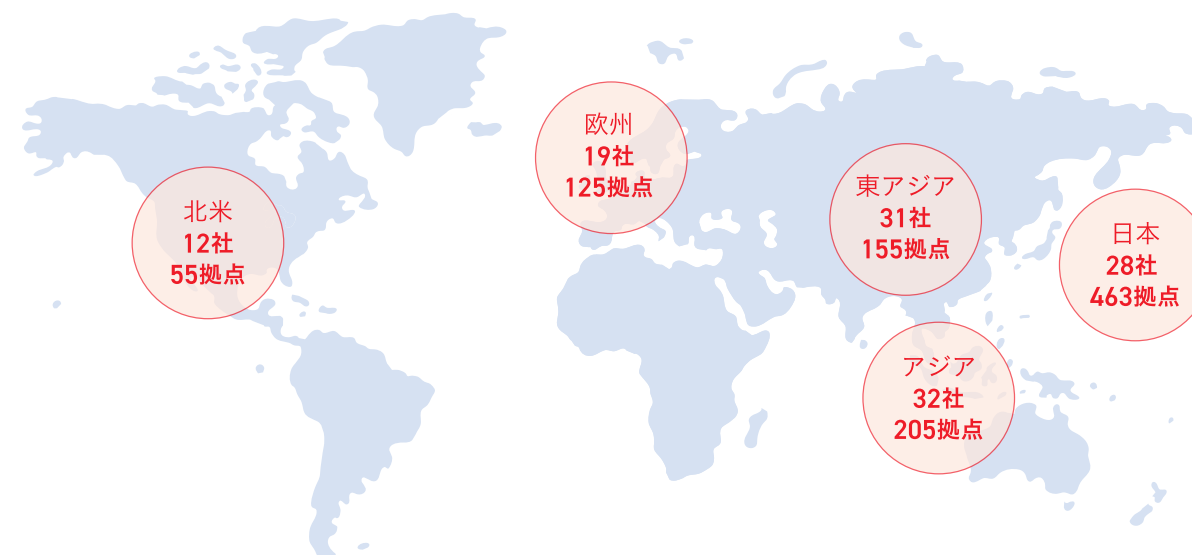 北米
12社
55拠点
欧州
19社
125拠点
東アジア
31社
155拠点
日本
28社
463拠点
アジア
32社
205拠点